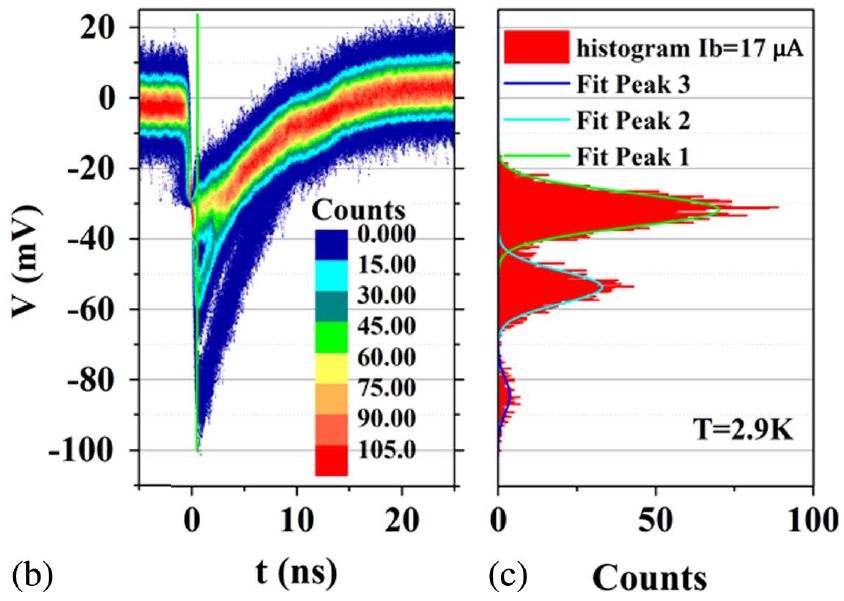 20
0
-20
-40
-60
-80
-100
V (mV)
Counts
0.000
15.00
30.00
45.00
60.00
75.00
90.00
105.0
0
10
20
t (ns)
(b)
histogram Ib=17 μA
Fit Peak 3
Fit Peak 2
Fit Peak 1
T=2.9K
0
50
100
Counts
(c)